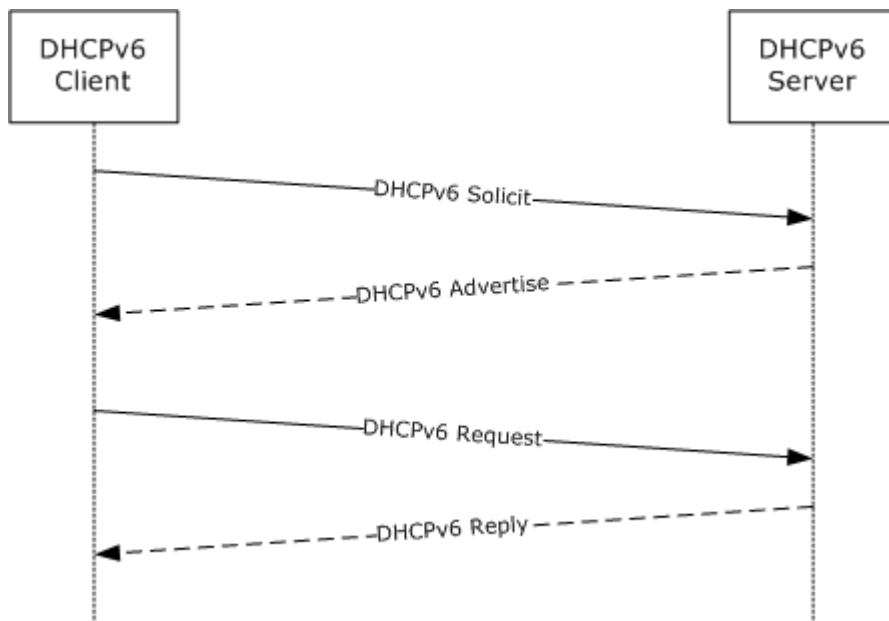 DHCPv6
Client
DHCPv6
Server
DHCPv6 Solicit
DHCPv6 Advertise
DHCPv6 Request
DHCPv6 Reply